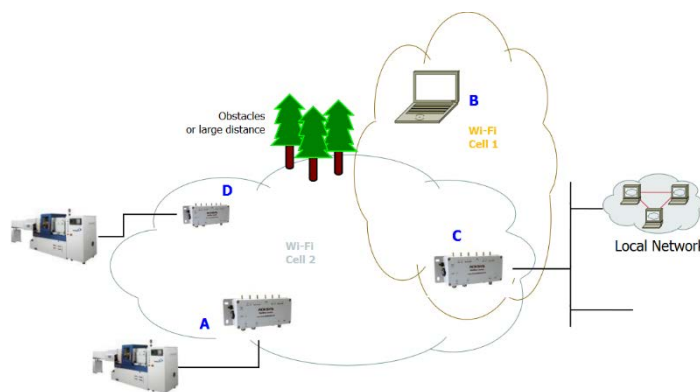 B
Wi-Fi
Cell 1
Obstacles
or large distance
D
Wi-Fi
Cell 2
C
Local Network
A